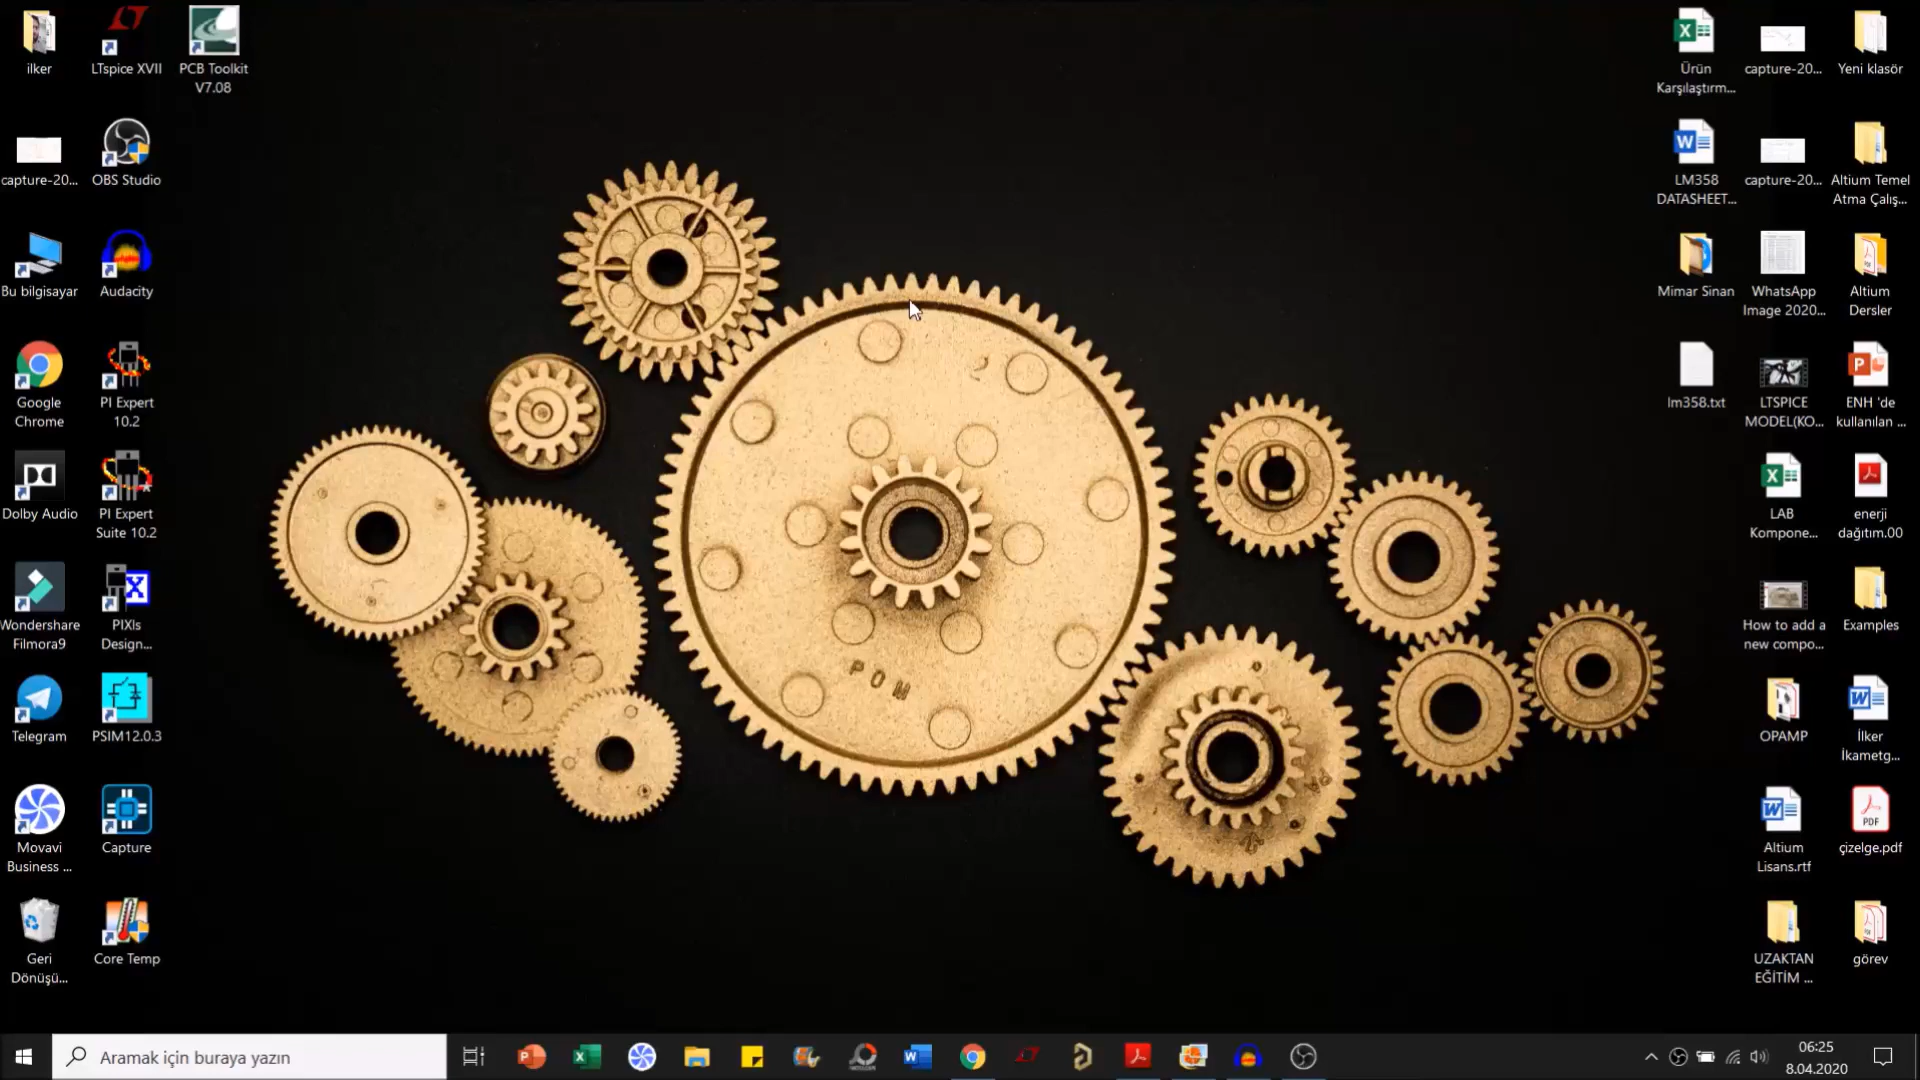 ilker
LTspice XVII
PCB Toolkit
V7.08
capture-20...
OBS Studio
Bu bilgisayar
Audacity
Google
Chrome
PI Expert
10.2
Dolby Audio
PI Expert
Suite 10.2
Wondershare
Filmora9
PIXls
Design...
Telegram
PSIM12.0.3
Movavi
Business ...
Capture
Geri
Dönüşü...
Core Temp
POM
Ürün
Karşılaştırm...
capture-20...
Yeni klasör
LM358
DATASHEET...
capture-20...
Altium Temel
Atma Çalış...
Mimar Sinan
WhatsApp
Image 2020...
Altium
Dersler
lm358.txt
LTSPICE
MODEL(KO...
ENH 'de
kullanılan ...
LAB
Kompone...
enerji
dağıtım.00
How to add a
new compo...
Examples
OPAMP
İlker
İkametg...
Altium
Lisans.rtf
PDF
çizelge.pdf
UZAKTAN
EĞİTİM ...
görev
Aramak için buraya yazın
06:25
8.04.2020